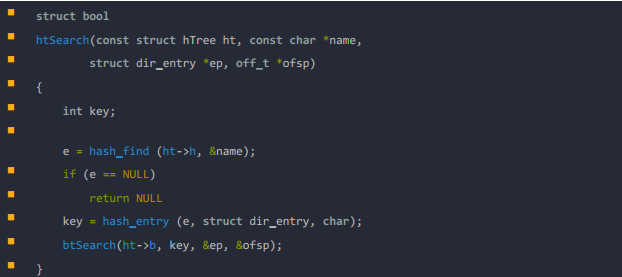 struct bool
htSearch(const struct hTree ht, const char *name,
struct dir_entry *ep, off_t *ofsp)
{
int key;
e = hash_find (ht->h, &name);
if (e == NULL)
return NULL
key = hash_entry (e, struct dir_entry, char);
btSearch(ht->b, key, &ep, &ofsp);
}